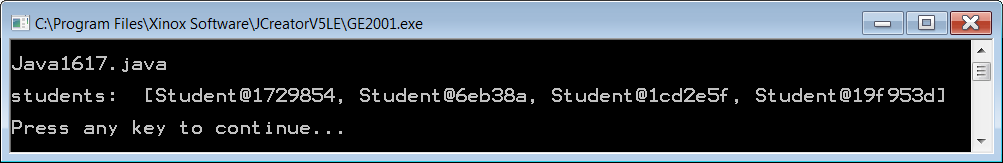 C:\Program Files\Xinox Software\JCreatorV5LE\GE2001.exe
Java1617.java
students:  [Student@1729854, Student@6eb38a, Student@1cd2e5f, Student@19f953d]
Press any key to continue...